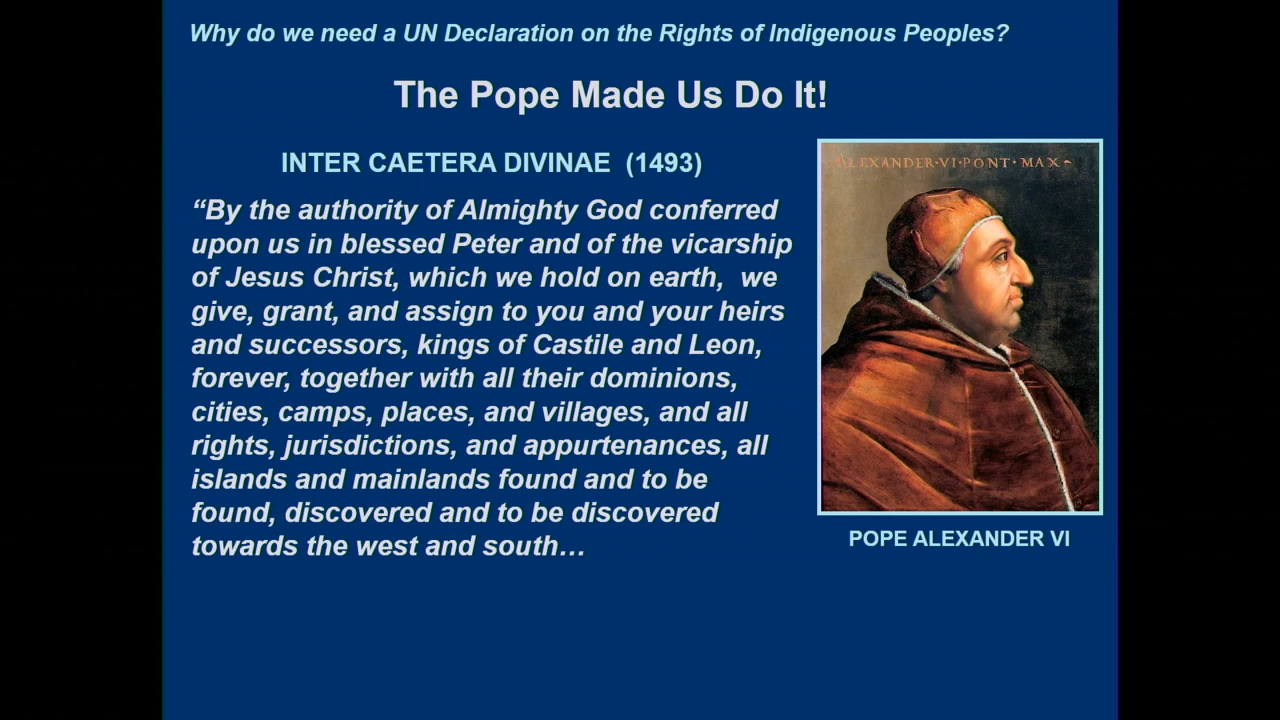 Why do we need a UN Declaration on the Rights of Indigenous Peoples?
The Pope Made Us Do It!
INTER CAETERA DIVINAE (1493)
“By the authority of Almighty God conferred
upon us in blessed Peter and of the vicarship
of Jesus Christ, which we hold on earth, we
give, grant, and assign to you and your heirs
and successors, kings of Castile and Leon,
forever, together with all their dominions,
cities, camps, places, and villages, and all
rights, jurisdictions, and appurtenances, all
islands and mainlands found and to be
found, discovered and to be discovered
towards the west and south…
ALEXANDER·VI·PONT·MAX
POPE ALEXANDER VI